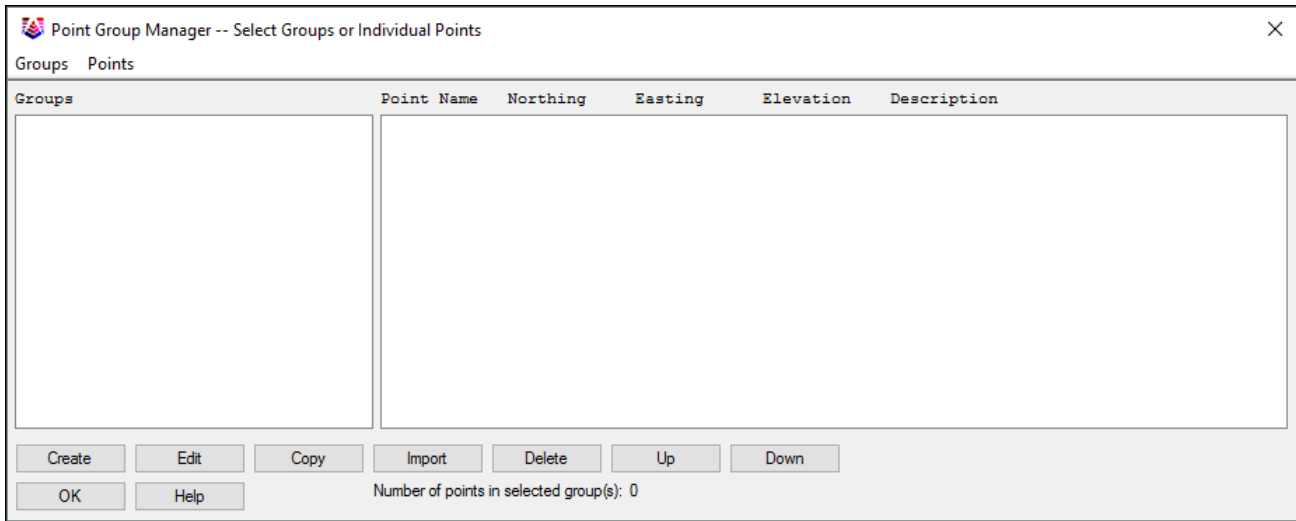 Point Group Manager -- Select Groups or Individual Points
Groups Points
Groups Point Name Northing Easting Elevation Description
Create Edit Copy Import Delete Up Down
OK Help Number of points in selected group(s): 0